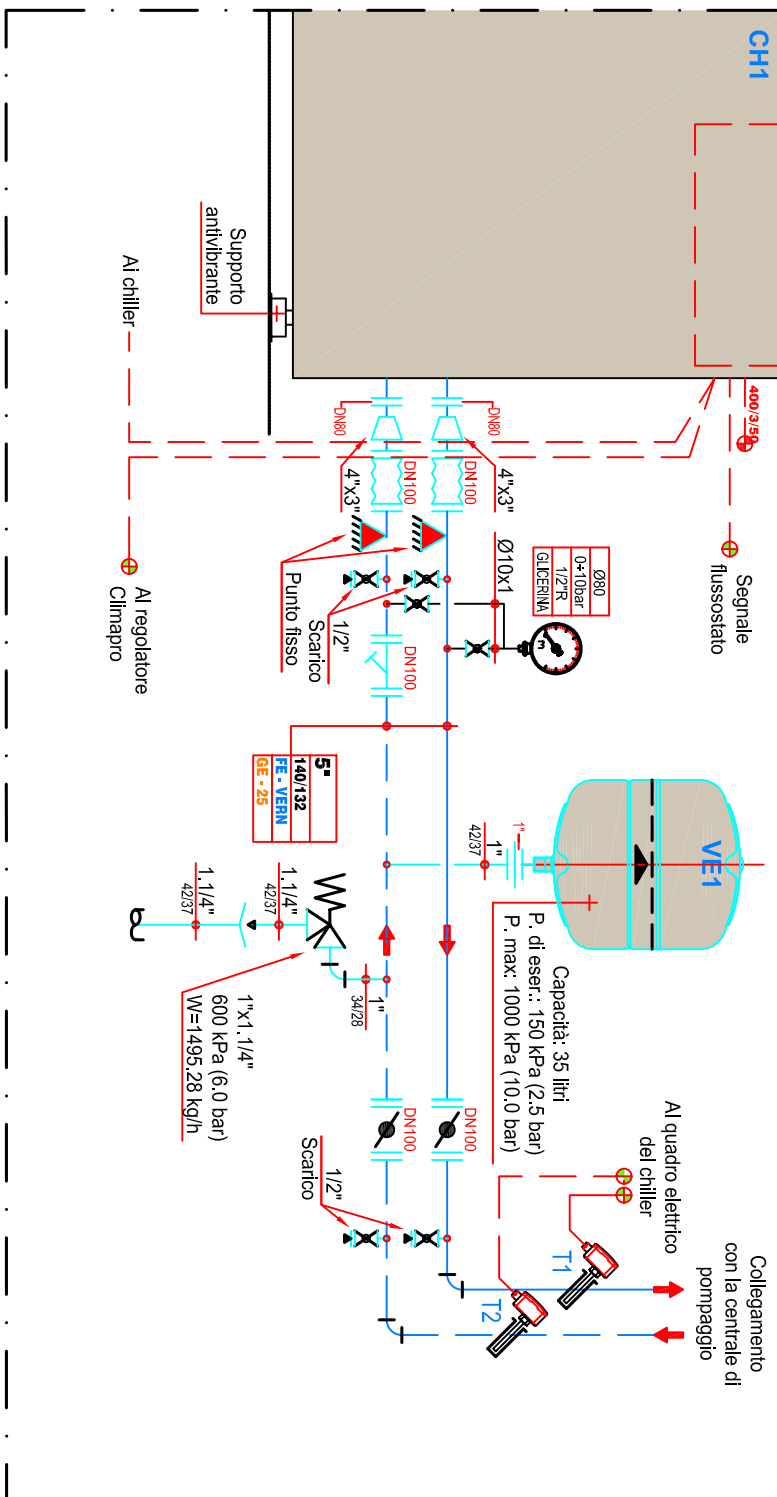 CH1
400/3/50
Segnale
flussostato
Supporto
antivibrante
Ai chiller
Al regolatore
Climapro
DN80
DN80
4"x3"
4"x3"
DN100
DN100
Ø10x1
Ø80
0÷10bar
1/2"R
GLICERINA
Punto fisso
1/2"
Scarico
DN100
5"
140/132
FE - VERN
GE - 25
VE1
1"
1"
42/37
Capacità: 35 litri
P. di eser.: 150 kPa (2.5 bar)
P. max: 1000 kPa (10.0 bar)
1.1/4"
42/37
1.1/4"
42/37
1"
34/28
1"x1.1/4"
600 kPa (6.0 bar)
W=1495.28 kg/h
DN100
DN100
1/2"
Scarico
Al quadro elettrico
del chiller
T1
T2
Collegamento
con la centrale di
pompaggio